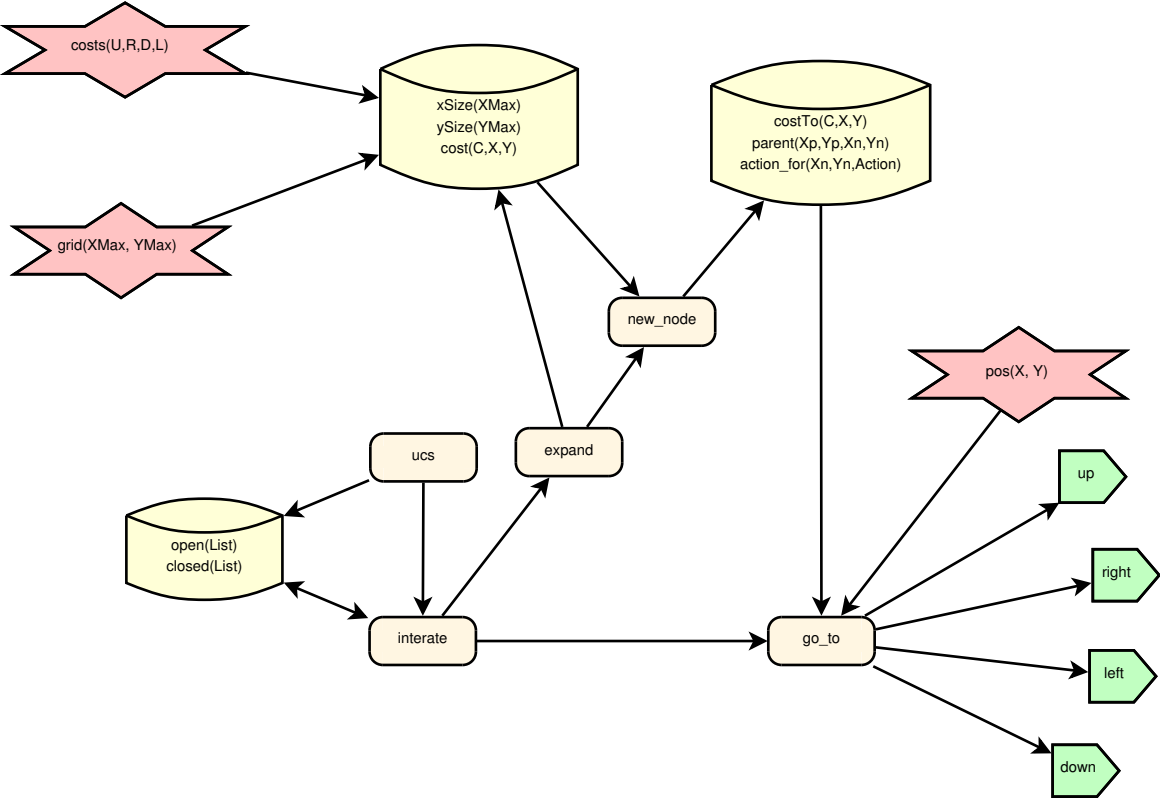 costs(U,R,D,L)
xSize(XMax)
ySize(YMax)
cost(C,X,Y)
costTo(C,X,Y)
parent(Xp,Yp,Xn,Yn)
action_for(Xn,Yn,Action)
grid(XMax, YMax)
new_node
pos(X, Y)
ucs
expand
up
open(List)
closed(List)
right
interate
go_to
left
down